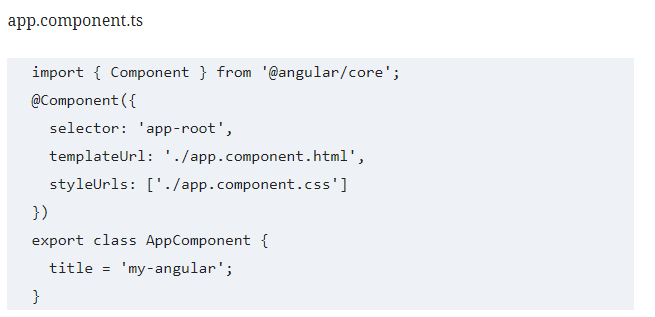 app.component.ts
import { Component } from '@angular/core';
@Component({
  selector: 'app-root',
  templateUrl: './app.component.html',
  styleUrls: ['./app.component.css']
})
export class AppComponent {
  title = 'my-angular';
}